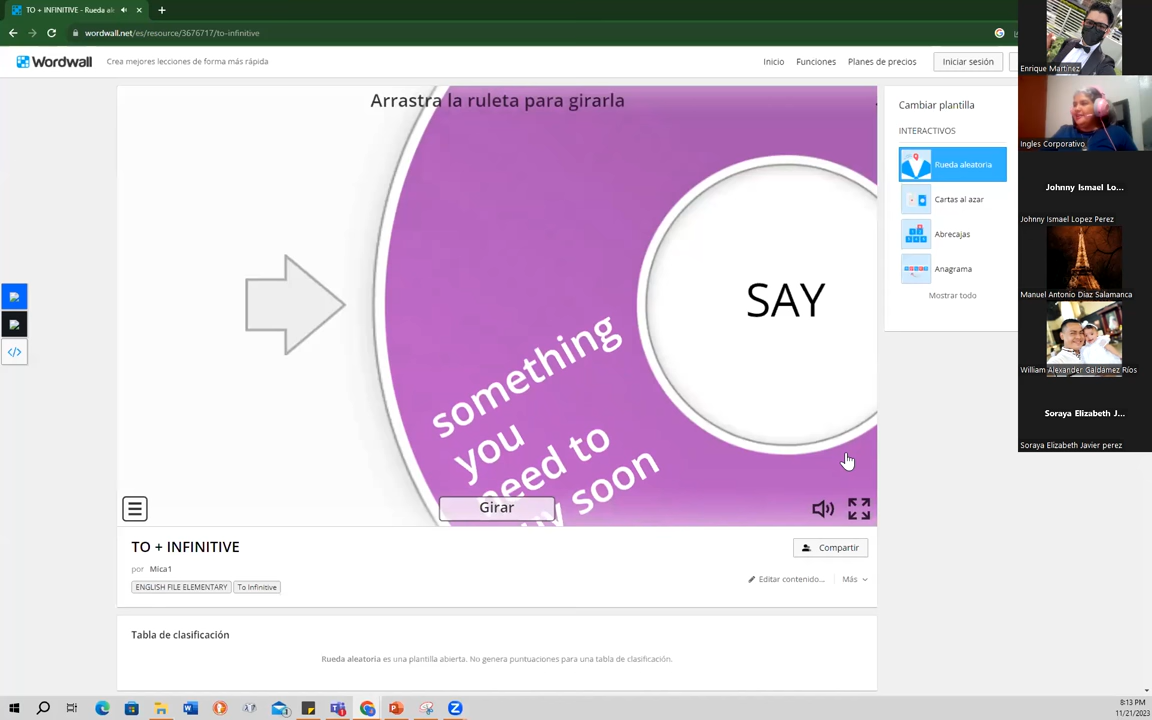 TO + INFINITIVE - Rueda ale
wordwall.net/es/resource/3676717/to-infinitive
Wordwall
Crea mejores lecciones de forma más rápida
Inicio
Funciones
Planes de precios
Iniciar sesión
Arrastra la ruleta para girarla
SAY
something
you
need to
buy soon
Girar
Cambiar plantilla
INTERACTIVOS
Rueda aleatoria
Cartas al azar
Abrecajas
Anagrama
Mostrar todo
TO + INFINITIVE
por Mica1
ENGLISH FILE ELEMENTARY
To Infinitive
Compartir
Editar contenido...
Más
Tabla de clasificación
Rueda aleatoria es una plantilla abierta. No genera puntuaciones para una tabla de clasificación.
Enrique Martinez
Ingles Corporativo
Johnny Ismael Lo...
Johnny Ismael Lopez Perez
Manuel Antonio Diaz Salamanca
William Alexander Galdamez Ríos
Soraya Elizabeth J...
Soraya Elizabeth Javier perez
8:13 PM
11/21/2023